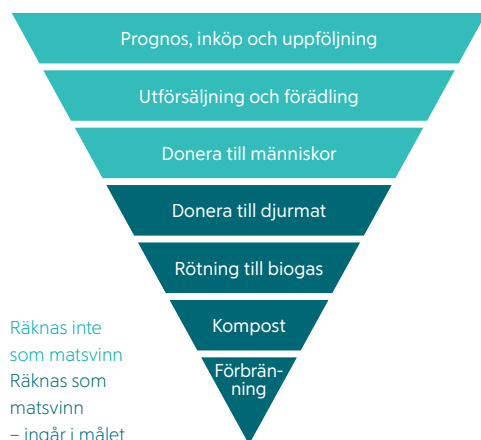 Prognos, inköp och uppföljning
Utförsäljning och förädling
Donera till människor
Donera till djurmat
Rötning till biogas
Kompost
Förbrän-
ning
Räknas inte
som matsvinn
Räknas som
matsvinn
– ingår i målet